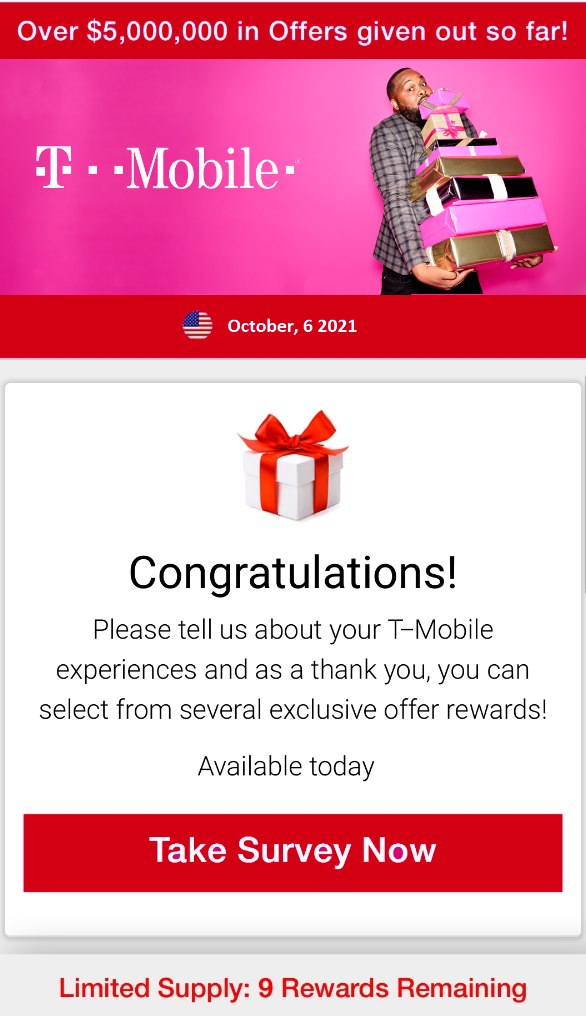 Over $5,000,000 in Offers given out so far!
T · ·Mobile·
October, 6 2021
Congratulations!
Please tell us about your T–Mobile
experiences and as a thank you, you can
select from several exclusive offer rewards!
Available today
Take Survey Now
Limited Supply: 9 Rewards Remaining